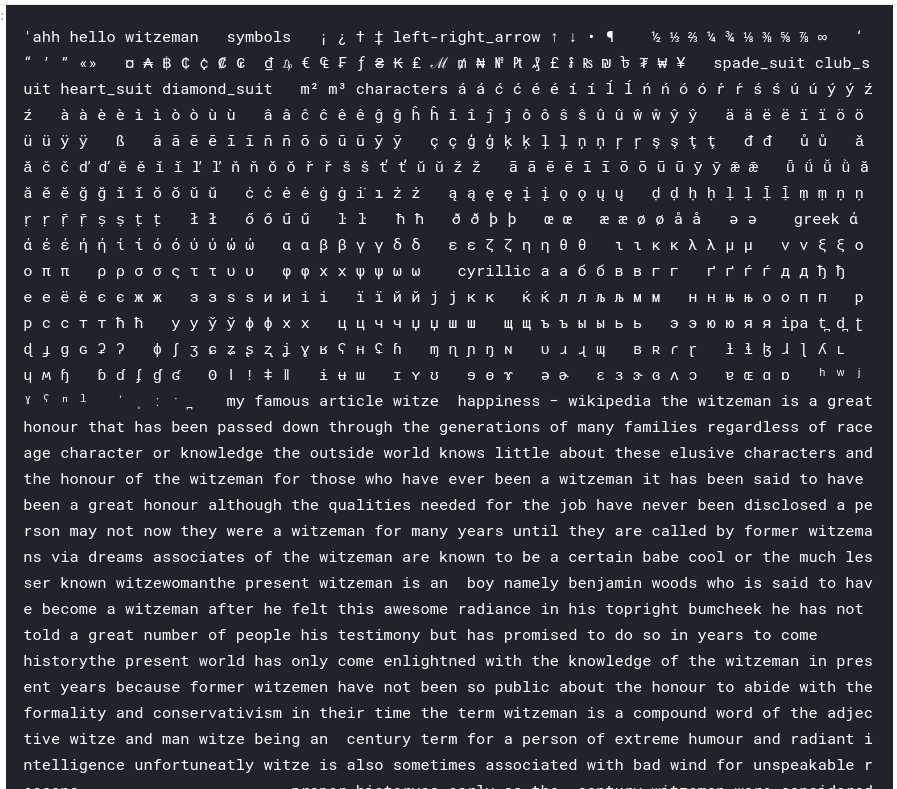 'ahh hello witzeman   symbols   ¡ ¿ † ‡ left-right_arrow ↑ ↓ • ¶    ½ ⅓ ⅔ ¼ ¾ ⅛ ⅜ ⅝ ⅞ ∞   ‘
“ ’ ” «»   ¤ ₳ ฿ ₵ ¢ ₡ ₢   ₫ ₯ € ₠ ₣ ƒ ₴ ₭ ₤ ℳ ₥ ₦ № ₧ ₰ £ ៛ ₨ ₪ ৳ ₮ ₩ ¥   spade_suit club_s
uit heart_suit diamond_suit   m² m³ characters á á ć ć é é í í ĺ ĺ ń ń ó ó ŕ ŕ ś ś ú ú ý ý ź
ź   à à è è ì ì ò ò ù ù   â â ĉ ĉ ê ê ĝ ĝ ĥ ĥ î î ĵ ĵ ô ô ŝ ŝ û û ŵ ŵ ŷ ŷ   ä ä ë ë ï ï ö ö
ü ü ÿ ÿ   ß   ã ã ẽ ẽ ĩ ĩ ñ ñ õ õ ũ ũ ỹ ỹ   ç ç ģ ģ ķ ķ ļ ļ ņ ņ ŗ ŗ ş ş ţ ţ   đ đ   ů ů   ǎ
ǎ č č ď ď ě ě ǐ ǐ ľ ľ ň ň ǒ ǒ ř ř š š ť ť ǔ ǔ ž ž   ā ā ē ē ī ī ō ō ū ū ȳ ȳ ǣ ǣ   ǖ ǘ ǚ ǜ ă
ă ĕ ĕ ğ ğ ĭ ĭ ŏ ŏ ŭ ŭ   ċ ċ ė ė ġ ġ i̇ ı ż ż   ą ą ę ę į į ǫ ǫ ų ų   ḍ ḍ ḥ ḥ ḷ ḷ ḹ ḹ ṃ ṃ ṇ ṇ
ṛ ṛ ṝ ṝ ṣ ṣ ṭ ṭ   ł ł   ő ő ű ű   ŀ ŀ   ħ ħ   ð ð þ þ   œ œ   æ æ ø ø å å   ə ə    greek ά
ά έ έ ή ή ί ί ό ό ύ ύ ώ ώ   α α β β γ γ δ δ   ε ε ζ ζ η η θ θ   ι ι κ κ λ λ μ μ   ν ν ξ ξ ο
ο π π   ρ ρ σ σ ς τ τ υ υ   φ φ χ χ ψ ψ ω ω    cyrillic а а б б в в г г   ґ ґ ѓ ѓ д д ђ ђ
е е ё ё є є ж ж   з з ѕ ѕ и и і і   ї ї й й ј ј к к   ќ ќ л л љ љ м м   н н њ њ о о п п   р
р с с т т ћ ћ   у у ў ў ф ф х х   ц ц ч ч џ џ ш ш   щ щ ъ ъ ы ы ь ь   э э ю ю я я ipa t̪ d̪ ʈ
ɖ ɟ ɡ ɢ ʡ ʔ   ɸ ʃ ʒ ɕ ʑ ʂ ʐ ʝ ɣ ʁ ʕ ʜ ʢ ɦ   ɱ ɳ ɲ ŋ ɴ   ʋ ɹ ɻ ɰ   ʙ ʀ ɾ ɽ   ɫ ɬ ɮ ɺ ɭ ʎ ʟ
ɥ ʍ ɧ   ɓ ɗ ʄ ɠ ʛ   ʘ ǀ ǃ ǂ ǁ   ɨ ʉ ɯ   ɪ ʏ ʊ   ɘ ɵ ɤ   ə ɚ   ɛ ɜ ɝ ɞ ʌ ɔ   ɐ ɶ ɑ ɒ   ʰ ʷ ʲ
ˠ ˤ ⁿ ˡ   ˈ ˌ ː ˑ ̪   my famous article witze  happiness - wikipedia the witzeman is a great
honour that has been passed down through the generations of many families regardless of race
age character or knowledge the outside world knows little about these elusive characters and
the honour of the witzeman for those who have ever been a witzeman it has been said to have
been a great honour although the qualities needed for the job have never been disclosed a pe
rson may not now they were a witzeman for many years until they are called by former witzema
ns via dreams associates of the witzeman are known to be a certain babe cool or the much les
ser known witzewomanthe present witzeman is an  boy namely benjamin woods who is said to hav
e become a witzeman after he felt this awesome radiance in his topright bumcheek he has not
told a great number of people his testimony but has promised to do so in years to come
historythe present world has only come enlightned with the knowledge of the witzeman in pres
ent years because former witzemen have not been so public about the honour to abide with the
formality and conservativism in their time the term witzeman is a compound word of the adjec
tive witze and man witze being an  century term for a person of extreme humour and radiant i
ntelligence unfortuneatly witze is also sometimes associated with bad wind for unspeakable r